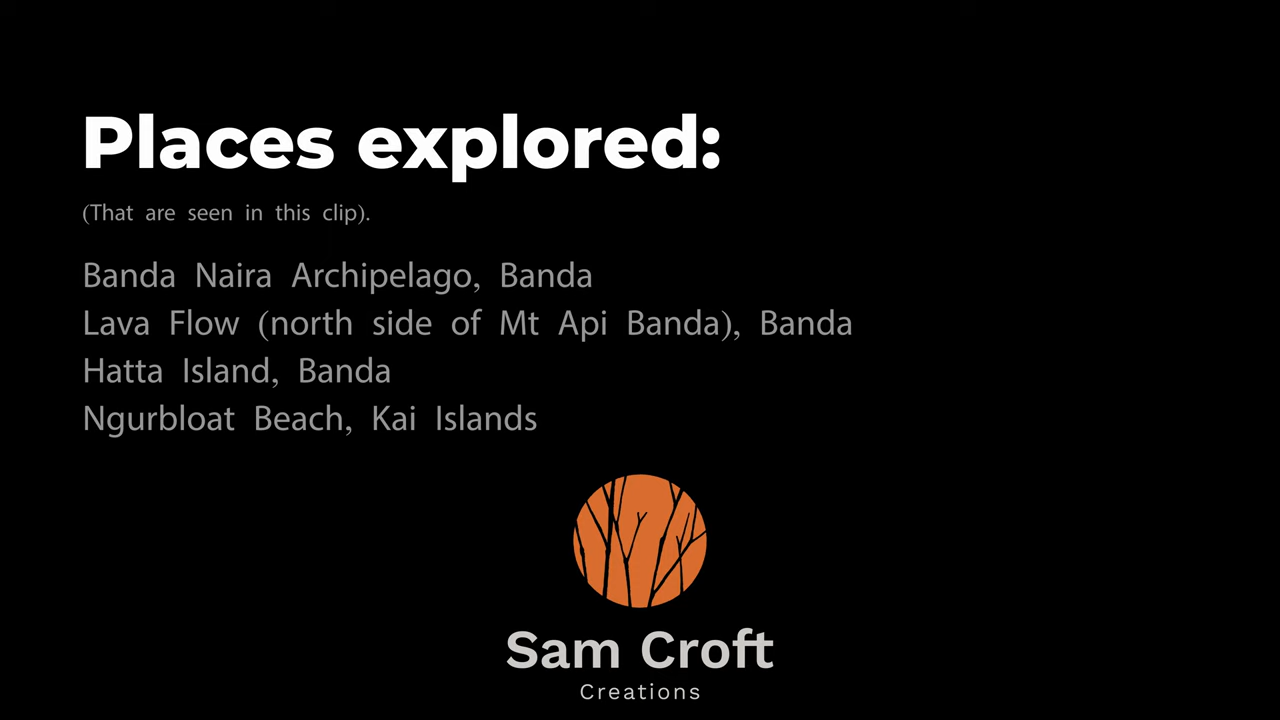 Places explored:
(That are seen in this clip).
Banda Naira Archipelago, Banda
Lava Flow (north side of Mt Api Banda), Banda
Hatta Island, Banda
Ngurbloat Beach, Kai Islands
Sam Croft
Creations